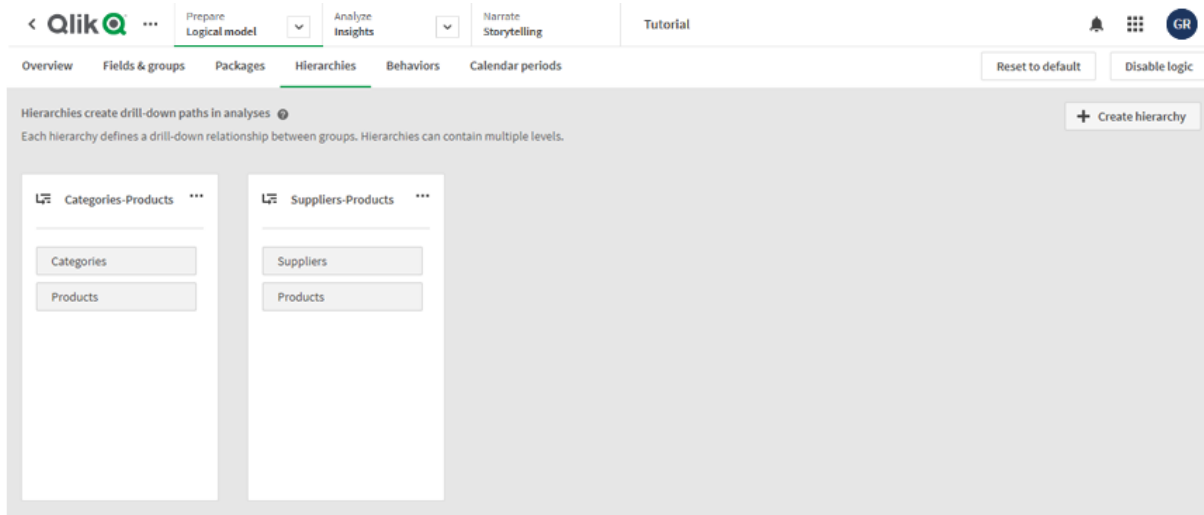 Qlik
Prepare
Logical model
Analyze
Insights
Narrate
Storytelling
Tutorial
GR
Overview Fields & groups Packages Hierarchies Behaviors Calendar periods Reset to default Disable logic
Hierarchies create drill-down paths in analyses ?
Each hierarchy defines a drill-down relationship between groups. Hierarchies can contain multiple levels.
+ Create hierarchy
Categories-Products
Categories
Products
Suppliers-Products
Suppliers
Products